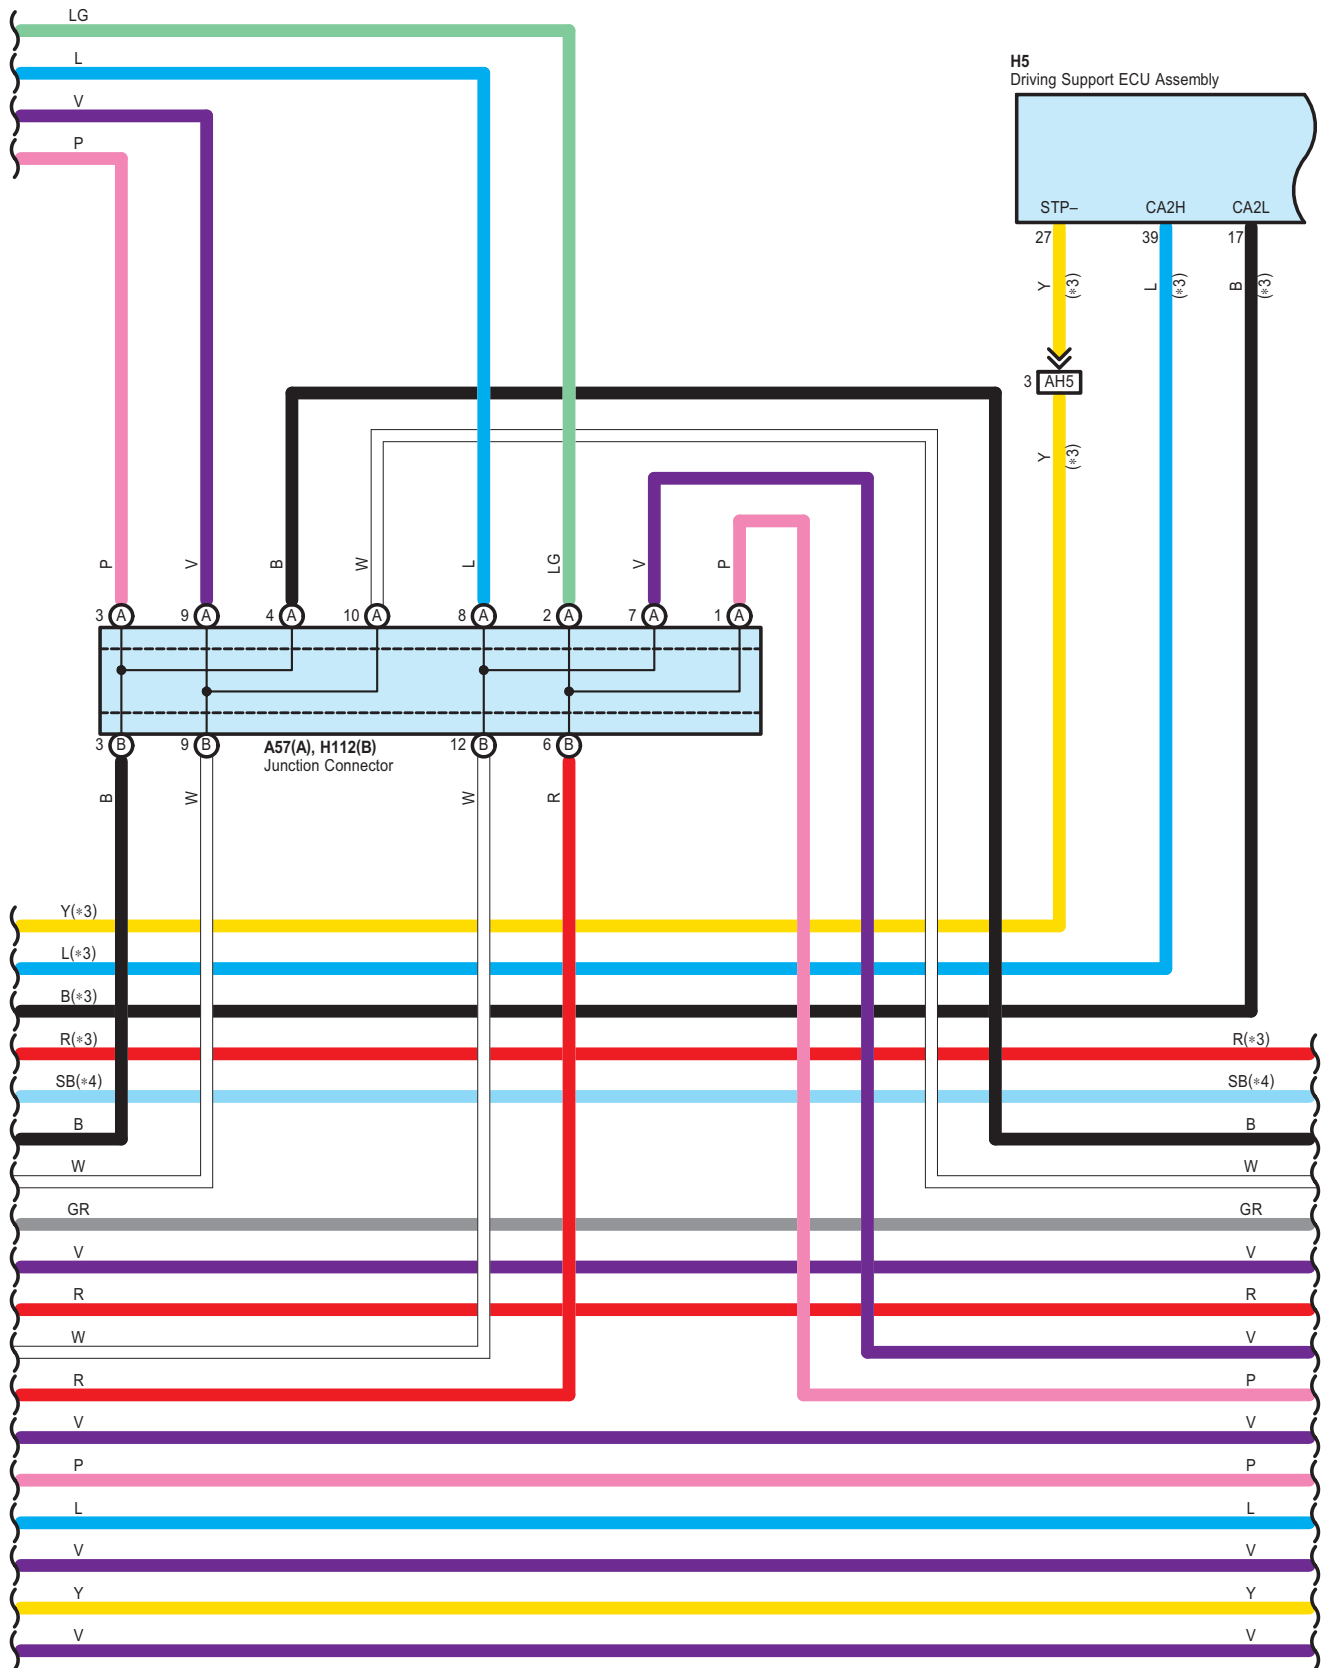 LG
L
V
P
H5
Driving Support ECU Assembly
STP– CA2H CA2L
27 39 17
Y (∗3) L (∗3) B (∗3)
3 AH5
Y (∗3)
P V B W L LG V P
3 A 9 A 4 A 10 A 8 A 2 A 7 A 1 A
3 B 9 B 12 B 6 B
A57(A), H112(B)
Junction Connector
B W W R
Y(∗3)
L(∗3)
B(∗3)
R(∗3) R(∗3)
SB(∗4) SB(∗4)
B B
W W
GR GR
V V
R R
W V
R P
V V
P P
L L
V V
Y Y
V V